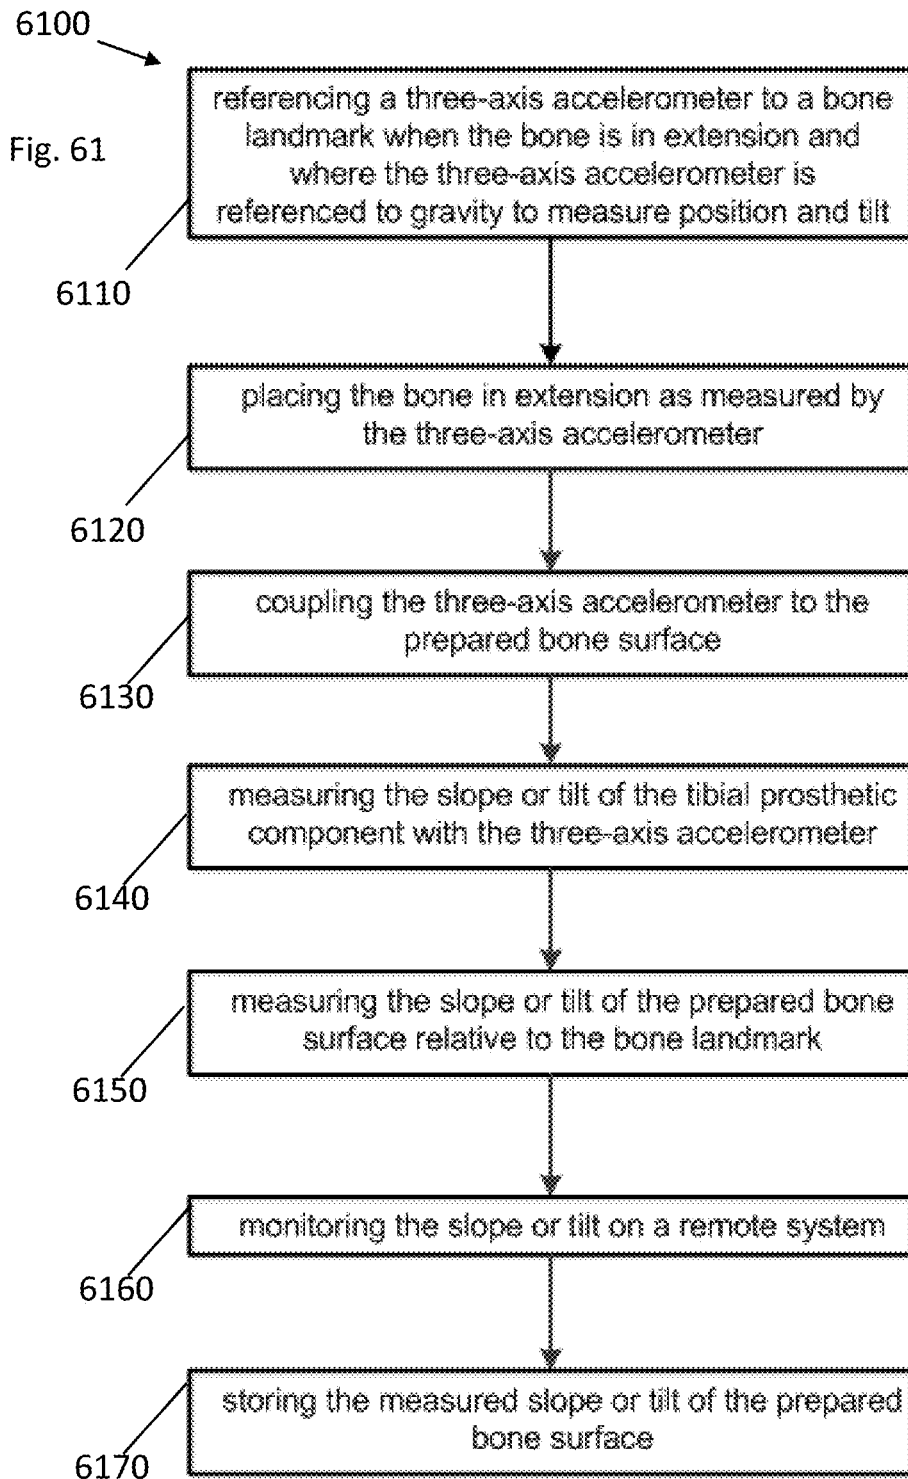 6100
referencing a three-axis accelerometer to a bone
landmark when the bone is in extension and
where the three-axis accelerometer is
referenced to gravity to measure position and tilt
Fig. 61
6110
placing the bone in extension as measured by
the three-axis accelerometer
6120
coupling the three-axis accelerometer to the
prepared bone surface
6130
measuring the slope or tilt of the tibial prosthetic
component with the three-axis accelerometer
6140
measuring the slope or tilt of the prepared bone
surface relative to the bone landmark
6150
monitoring the slope or tilt on a remote system
6160
storing the measured slope or tilt of the prepared
bone surface
6170